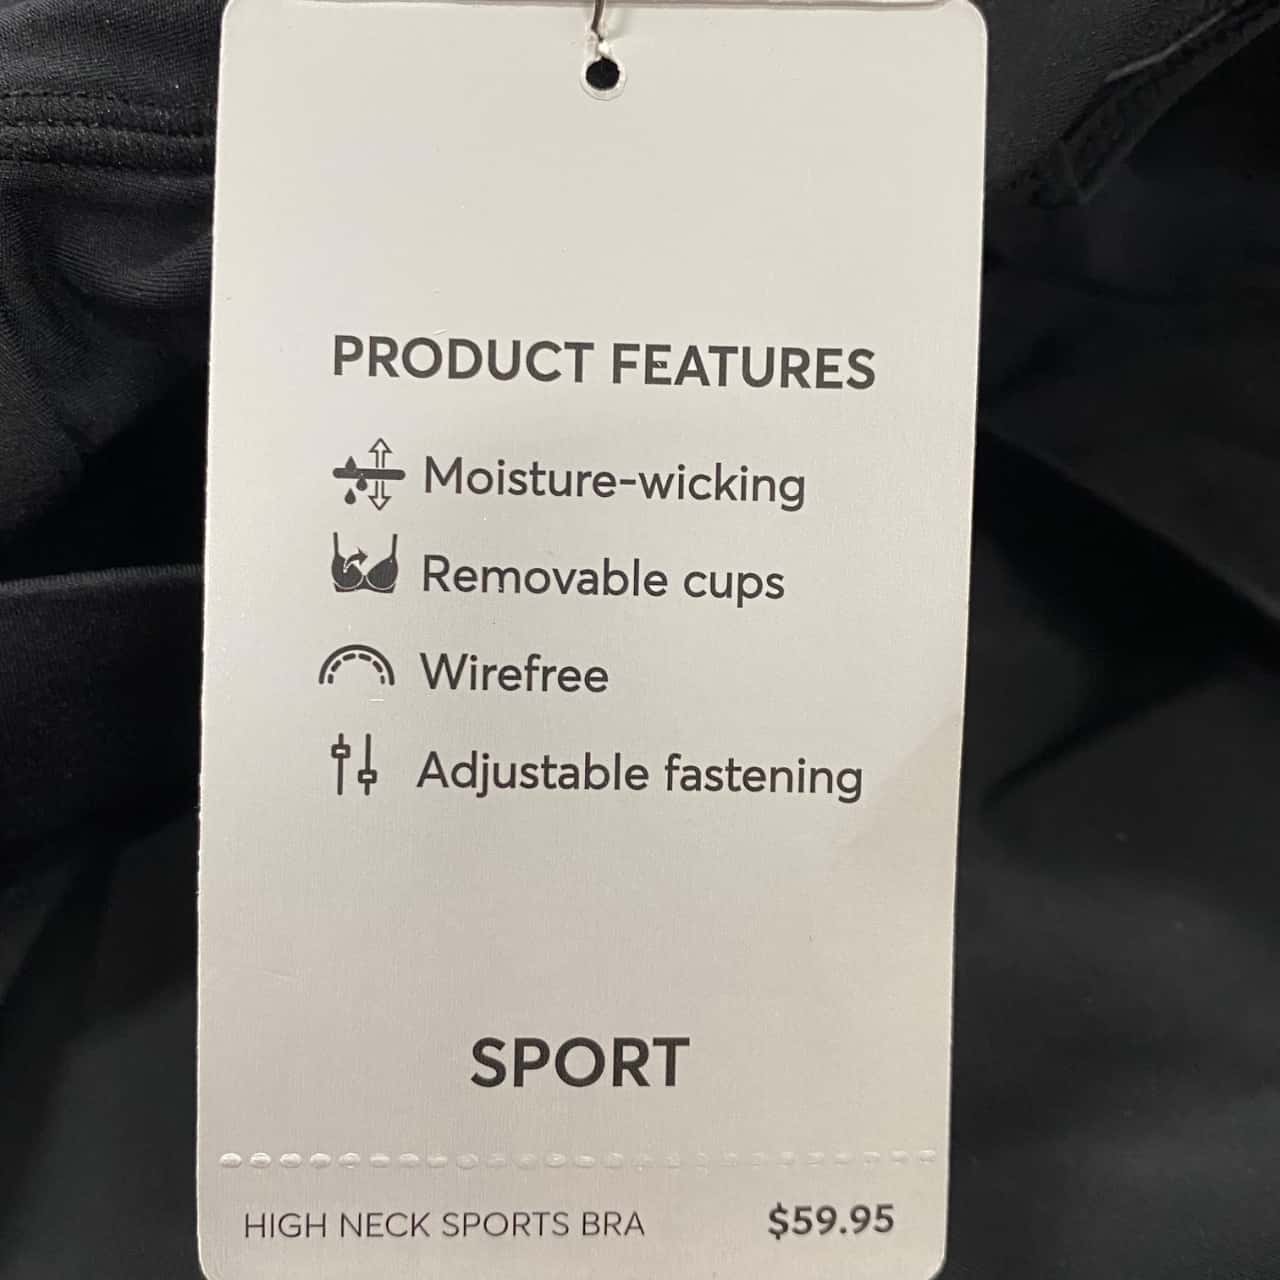 PRODUCT FEATURES
Moisture-wicking
Removable cups
Wirefree
Adjustable fastening
SPORT
HIGH NECK SPORTS BRA $59.95